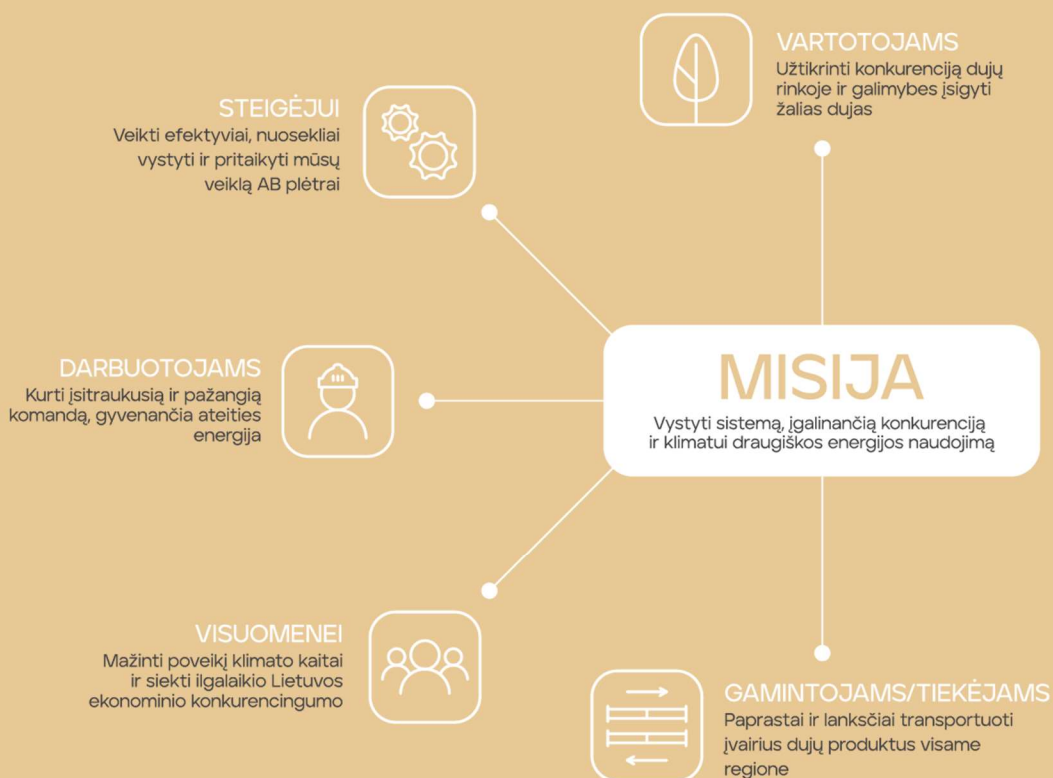 VARTOTOJAMS
Užtikrinti konkurenciją dujų
rinkoje ir galimybes įsigyti
žalias dujas
STEIGĖJUI
Veikti efektyviai, nuosekliai
vystyti ir pritaikyti mūsų
veiklą AB plėtrai
MISIJA
Vystyti sistemą, įgalinančią konkurenciją
ir klimatui draugiškos energijos naudojimą
DARBUOTOJAMS
Kurti įsitraukusią ir pažangią
komandą, gyvenančia ateities
energija
VISUOMENEI
Mažinti poveikį klimato kaitai
ir siekti ilgalaikio Lietuvos
ekonominio konkurencingumo
GAMINTOJAMS/TIEKĖJAMS
Paprastai ir lanksčiai transportuoti
įvairius dujų produktus visame
regione